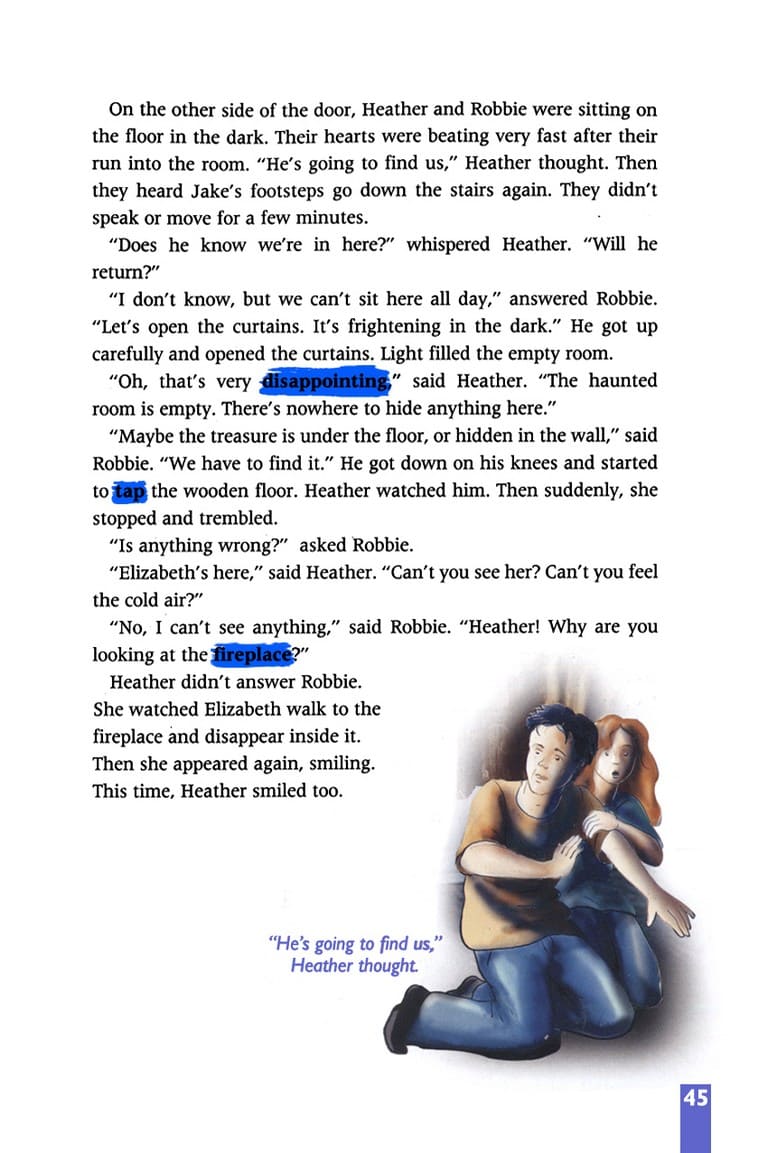 On the other side of the door, Heather and Robbie were sitting on
the floor in the dark. Their hearts were beating very fast after their
run into the room. “He’s going to find us,” Heather thought. Then
they heard Jake’s footsteps go down the stairs again. They didn’t
speak or move for a few minutes.
“Does he know we’re in here?” whispered Heather. “Will he
return?”
“I don’t know, but we can’t sit here all day,” answered Robbie.
“Let’s open the curtains. It’s frightening in the dark.” He got up
carefully and opened the curtains. Light filled the empty room.
“Oh, that’s very disappointing,” said Heather. “The haunted
room is empty. There’s nowhere to hide anything here.”
“Maybe the treasure is under the floor, or hidden in the wall,” said
Robbie. “We have to find it.” He got down on his knees and started
to tap the wooden floor. Heather watched him. Then suddenly, she
stopped and trembled.
“Is anything wrong?” asked Robbie.
“Elizabeth’s here,” said Heather. “Can’t you see her? Can’t you feel
the cold air?”
“No, I can’t see anything,” said Robbie. “Heather! Why are you
looking at the fireplace?”
Heather didn’t answer Robbie.
She watched Elizabeth walk to the
fireplace and disappear inside it.
Then she appeared again, smiling.
This time, Heather smiled too.
“He’s going to find us,”
Heather thought.
45